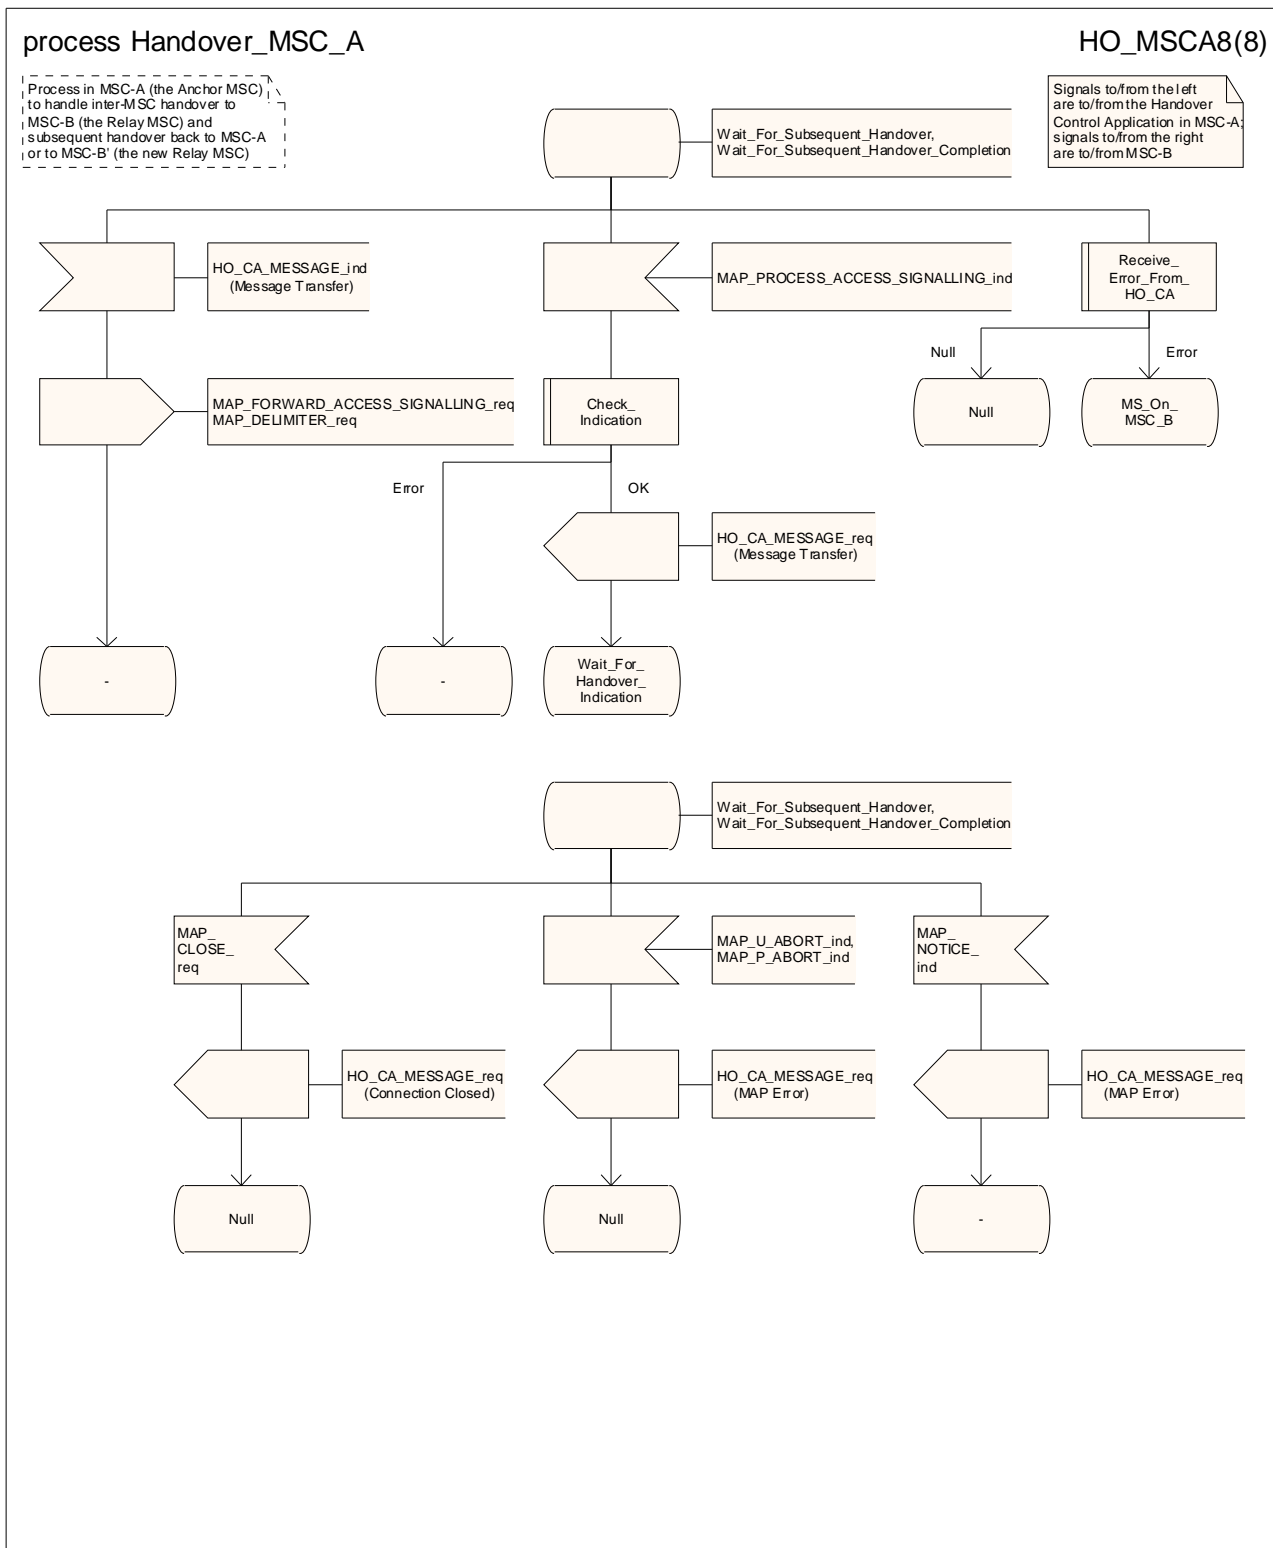 process Handover_MSC_A
HO_MSCA8(8)
Process in MSC-A (the Anchor MSC)
to handle inter-MSC handover to
MSC-B (the Relay MSC) and
subsequent handover back to MSC-A
or to MSC-B' (the new Relay MSC)
Signals to/from the left
are to/from the Handover
Control Application in MSC-A;
signals to/from the right
are to/from MSC-B
Wait_For_Subsequent_Handover,
Wait_For_Subsequent_Handover_Completion
HO_CA_MESSAGE_ind
(Message Transfer)
MAP_PROCESS_ACCESS_SIGNALLING_ind
Receive_
Error_From_
HO_CA
Null
Error
MAP_FORWARD_ACCESS_SIGNALLING_req
MAP_DELIMITER_req
Check_
Indication
Null
MS_On_
MSC_B
Error
OK
HO_CA_MESSAGE_req
(Message Transfer)
-
-
Wait_For_
Handover_
Indication
Wait_For_Subsequent_Handover,
Wait_For_Subsequent_Handover_Completion
MAP_
CLOSE_
req
MAP_U_ABORT_ind,
MAP_P_ABORT_ind
MAP_
NOTICE_
ind
HO_CA_MESSAGE_req
(Connection Closed)
HO_CA_MESSAGE_req
(MAP Error)
HO_CA_MESSAGE_req
(MAP Error)
Null
Null
-